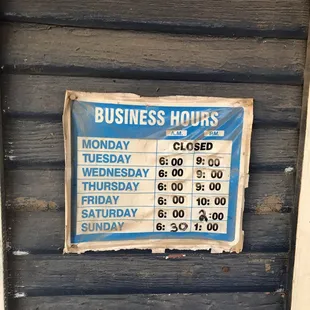 BUSINESS HOURS
A.M. P.M.
MONDAY CLOSED
TUESDAY 6:00 9:00
WEDNESDAY 6:00 9:00
THURSDAY 6:00 9:00
FRIDAY 6:00 10:00
SATURDAY 6:00 2:00
SUNDAY 6:30 1:00